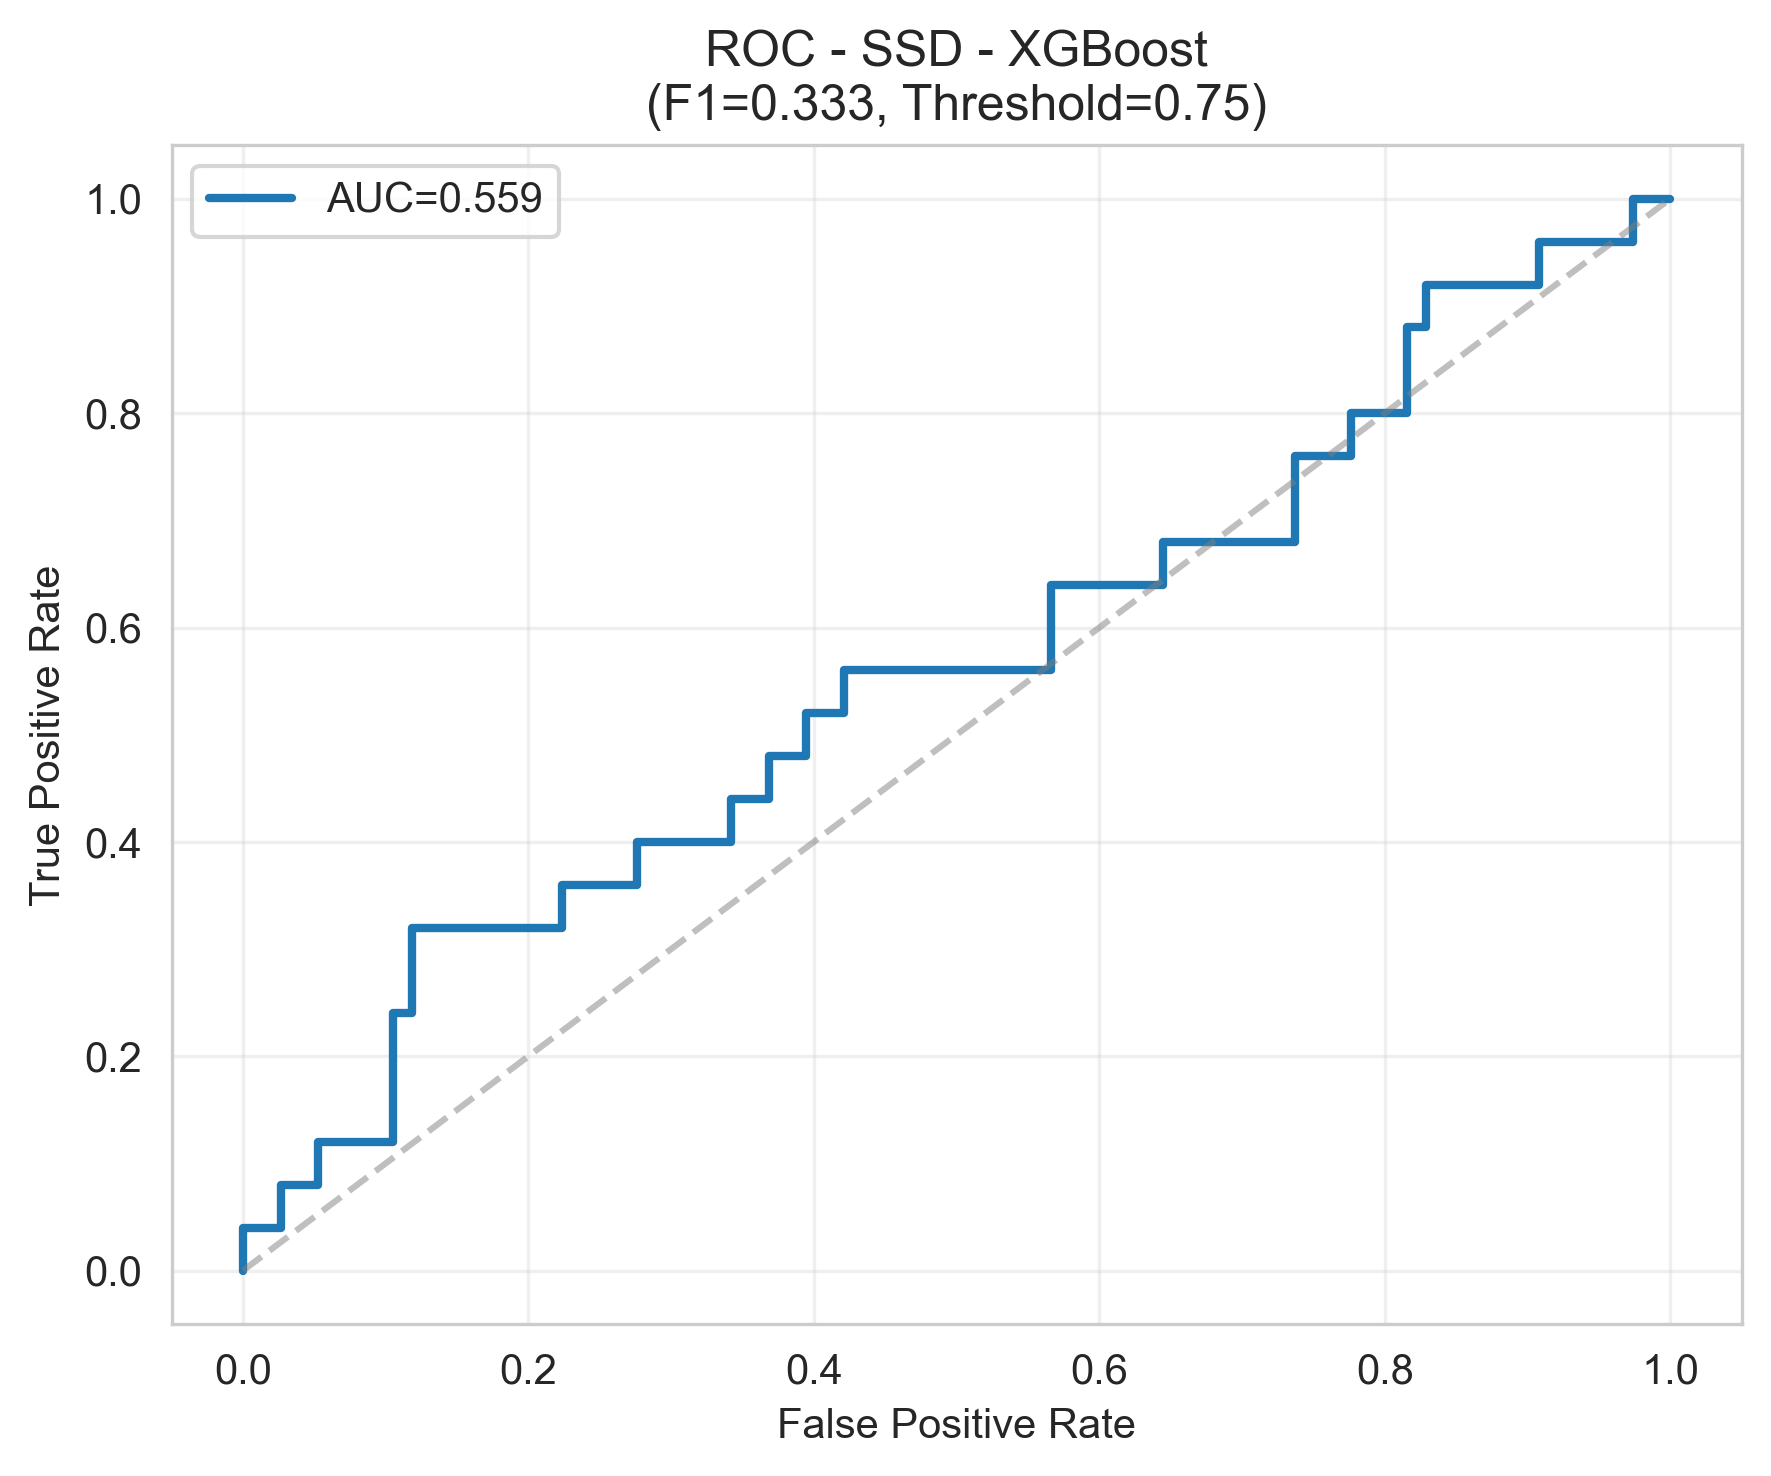 ROC - SSD - XGBoost
(F1=0.333, Threshold=0.75)
AUC=0.559
1.0
0.8
0.6
0.4
0.2
0.0
True Positive Rate
0.0 0.2 0.4 0.6 0.8 1.0
False Positive Rate